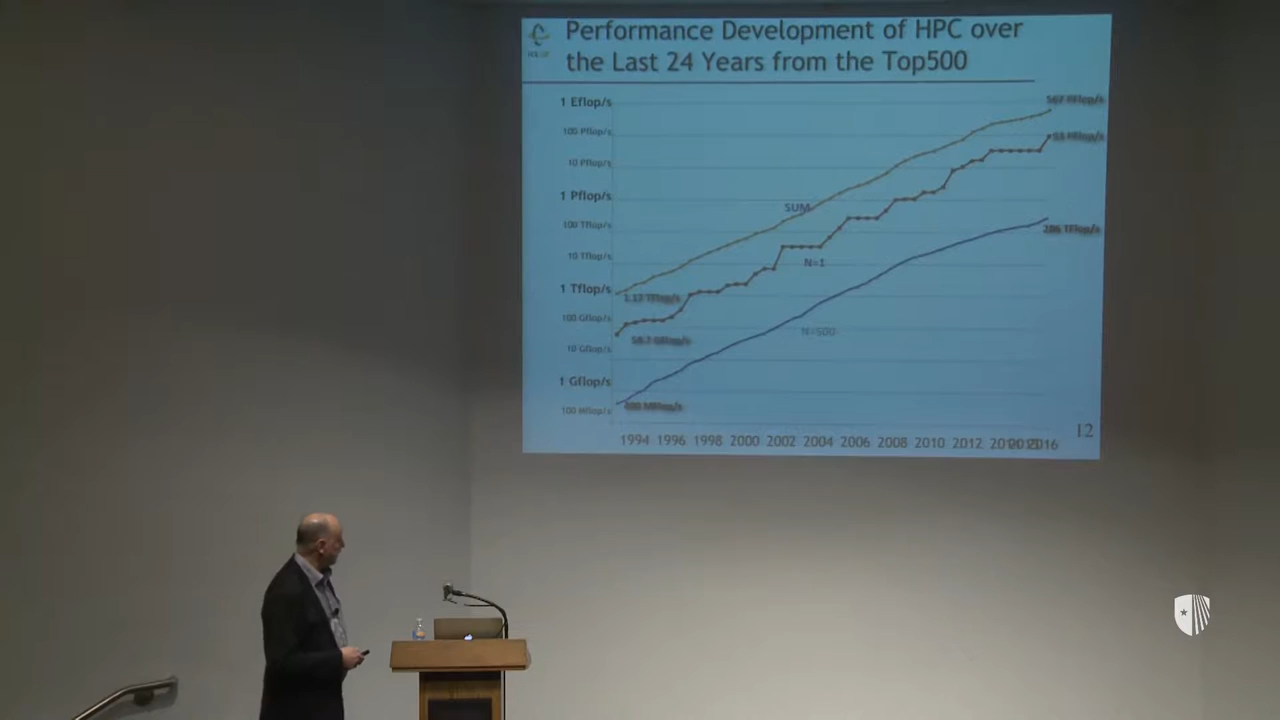 Performance Development of HPC over
the Last 24 Years from the Top500
1 Eflop/s
567 PFlop/s
100 Pflop/s
93 PFlop/s
10 Pflop/s
1 Pflop/s
SUM
100 Tflop/s
286 TFlop/s
10 Tflop/s
N=1
1 Tflop/s
1.17 TFlop/s
100 Gflop/s
N=500
59.7 GFlop/s
10 Gflop/s
1 Gflop/s
400 MFlop/s
100 Mflop/s
12
1994 1996 1998 2000 2002 2004 2006 2008 2010 2012 2016